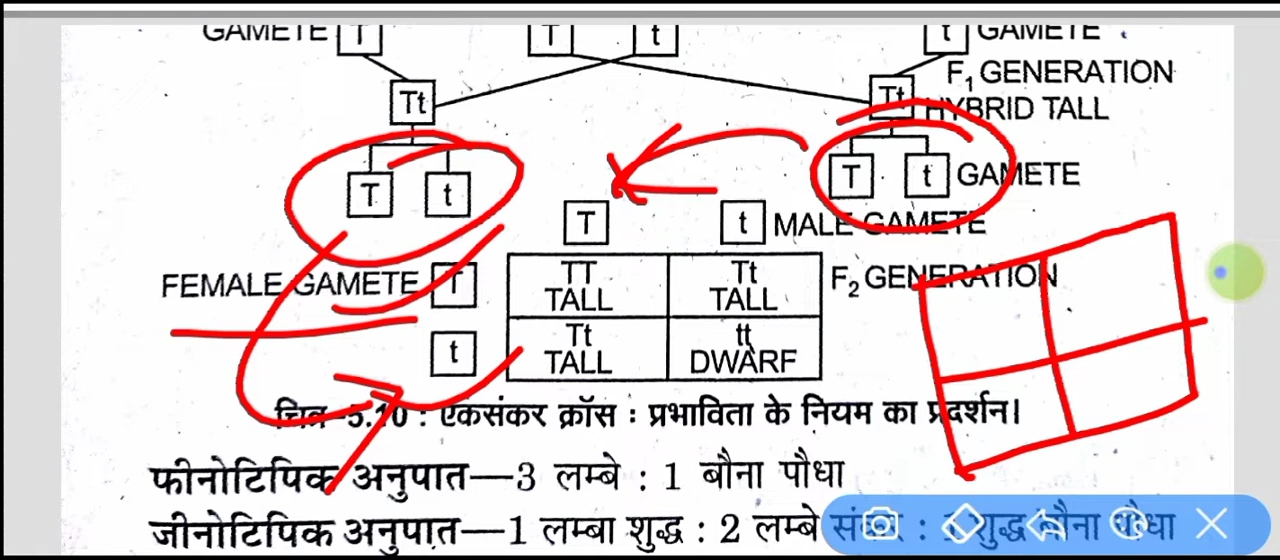 GAMETE T T t t GAMETE
Tt Tt F₁ GENERATION
HYBRID TALL
T t T t GAMETE
T t MALE GAMETE
FEMALE GAMETE T TT Tt F₂ GENERATION
TALL TALL
t Tt tt
TALL DWARF
चित्र–5.10 : एकसंकर क्रॉस : प्रभाविता के नियम का प्रदर्शन।
फीनोटिपिक अनुपात—3 लम्बे : 1 बौना पौधा
जीनोटिपिक अनुपात—1 लम्बा शुद्ध : 2 लम्बे संकर : 1 शुद्ध बौना पौधा